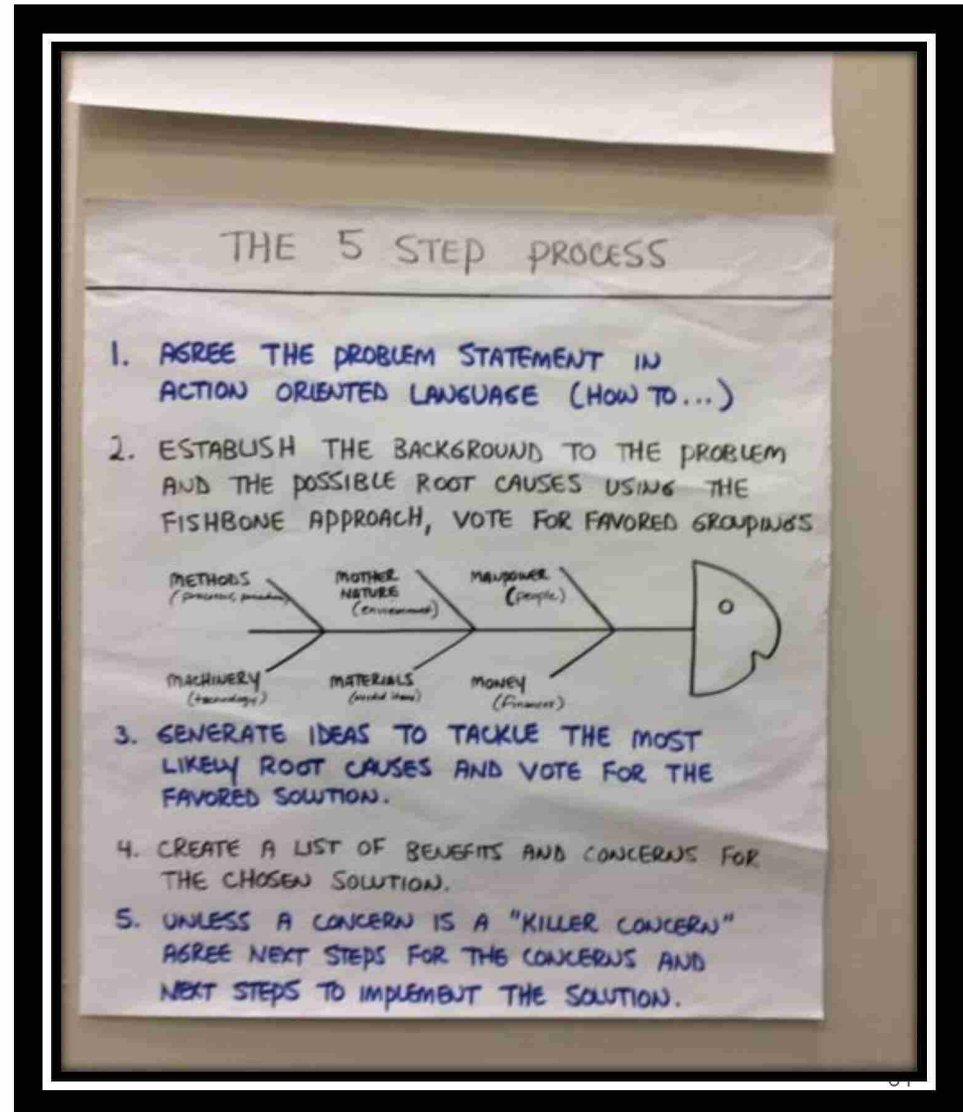 THE 5 STEP PROCESS
1. AGREE THE PROBLEM STATEMENT IN
ACTION ORIENTED LANGUAGE (HOW TO...)
2. ESTABLISH THE BACKGROUND TO THE PROBLEM
AND THE POSSIBLE ROOT CAUSES USING THE
FISHBONE APPROACH, VOTE FOR FAVORED GROUPINGS
METHODS
MOTHER
NATURE
(environment)
MANPOWER
(people)
MACHINERY
(technology)
MATERIALS
MONEY
(finances)
3. GENERATE IDEAS TO TACKLE THE MOST
LIKELY ROOT CAUSES AND VOTE FOR THE
FAVORED SOLUTION.
4. CREATE A LIST OF BENEFITS AND CONCERNS FOR
THE CHOSEN SOLUTION.
5. UNLESS A CONCERN IS A "KILLER CONCERN"
AGREE NEXT STEPS FOR THE CONCERNS AND
NEXT STEPS TO IMPLEMENT THE SOLUTION.